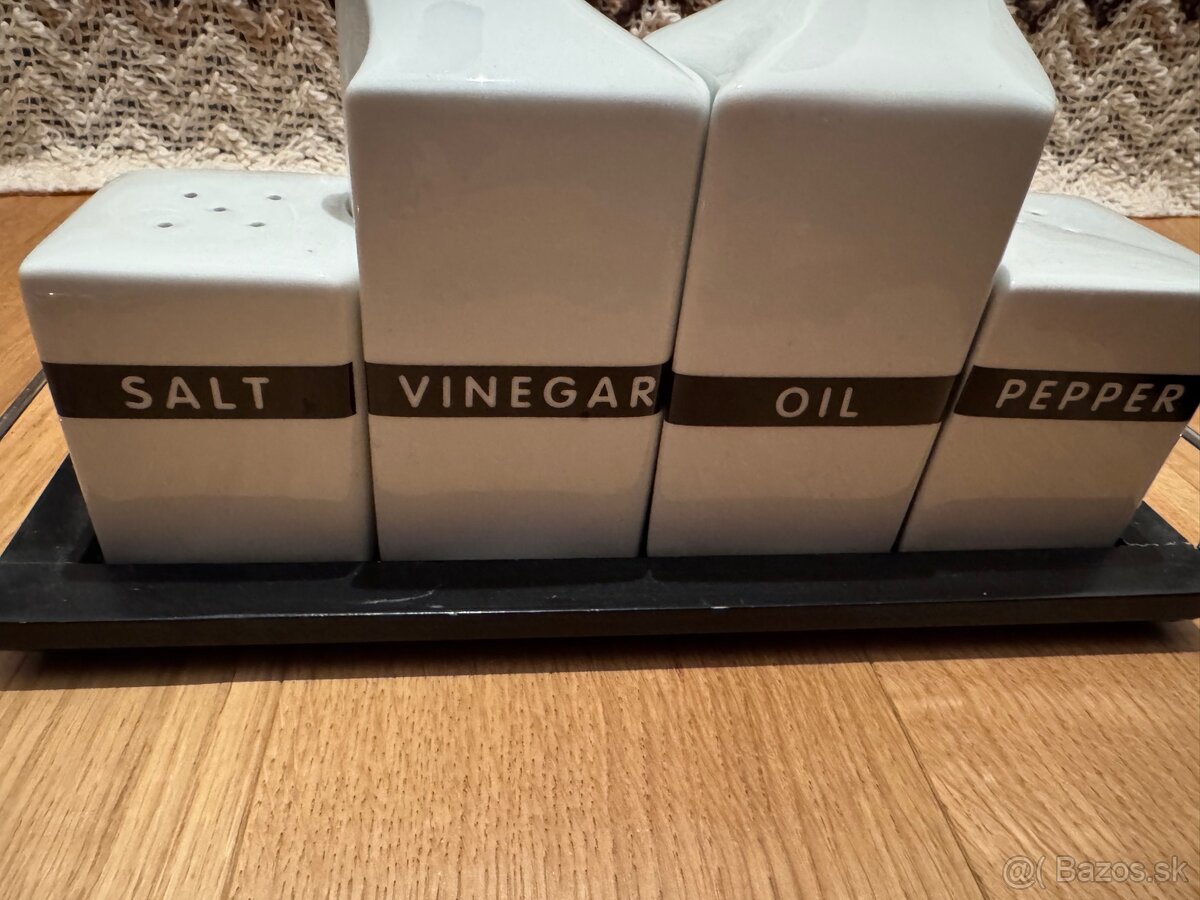 SALT
VINEGAR
OIL
PEPPER
@( Bazos.sk